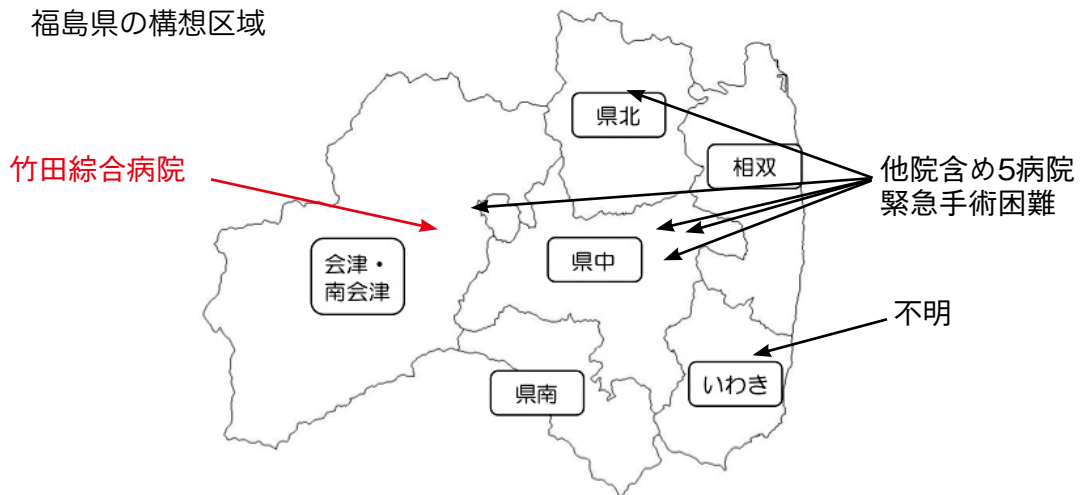 福島県の構想区域
県北
竹田綜合病院
相双
他院含め5病院
緊急手術困難
会津・
南会津
県中
不明
いわき
県南